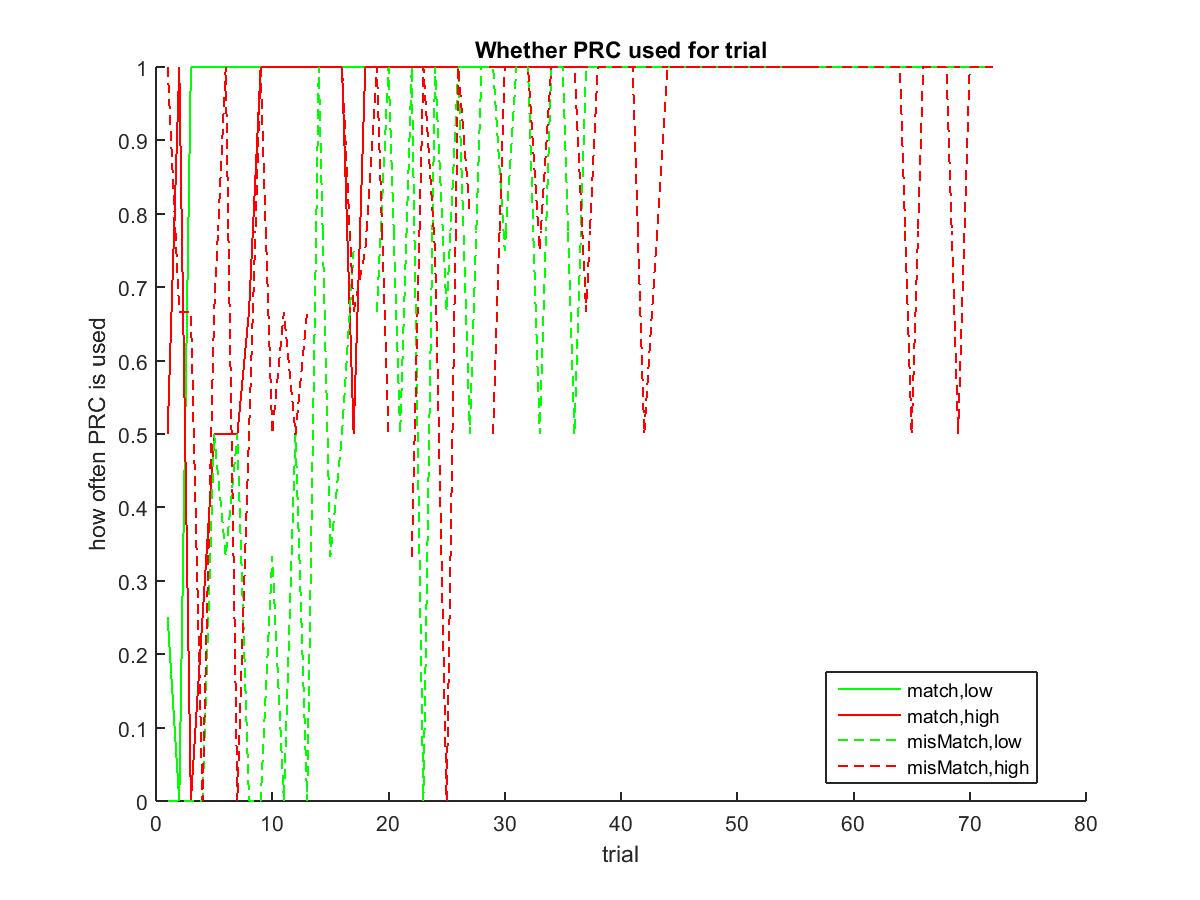 Whether PRC used for trial
1
0.9
0.8
0.7
0.6
0.5
0.4
0.3
0.2
0.1
0
how often PRC is used
0 10 20 30 40 50 60 70 80
trial
match,low
match,high
misMatch,low
misMatch,high